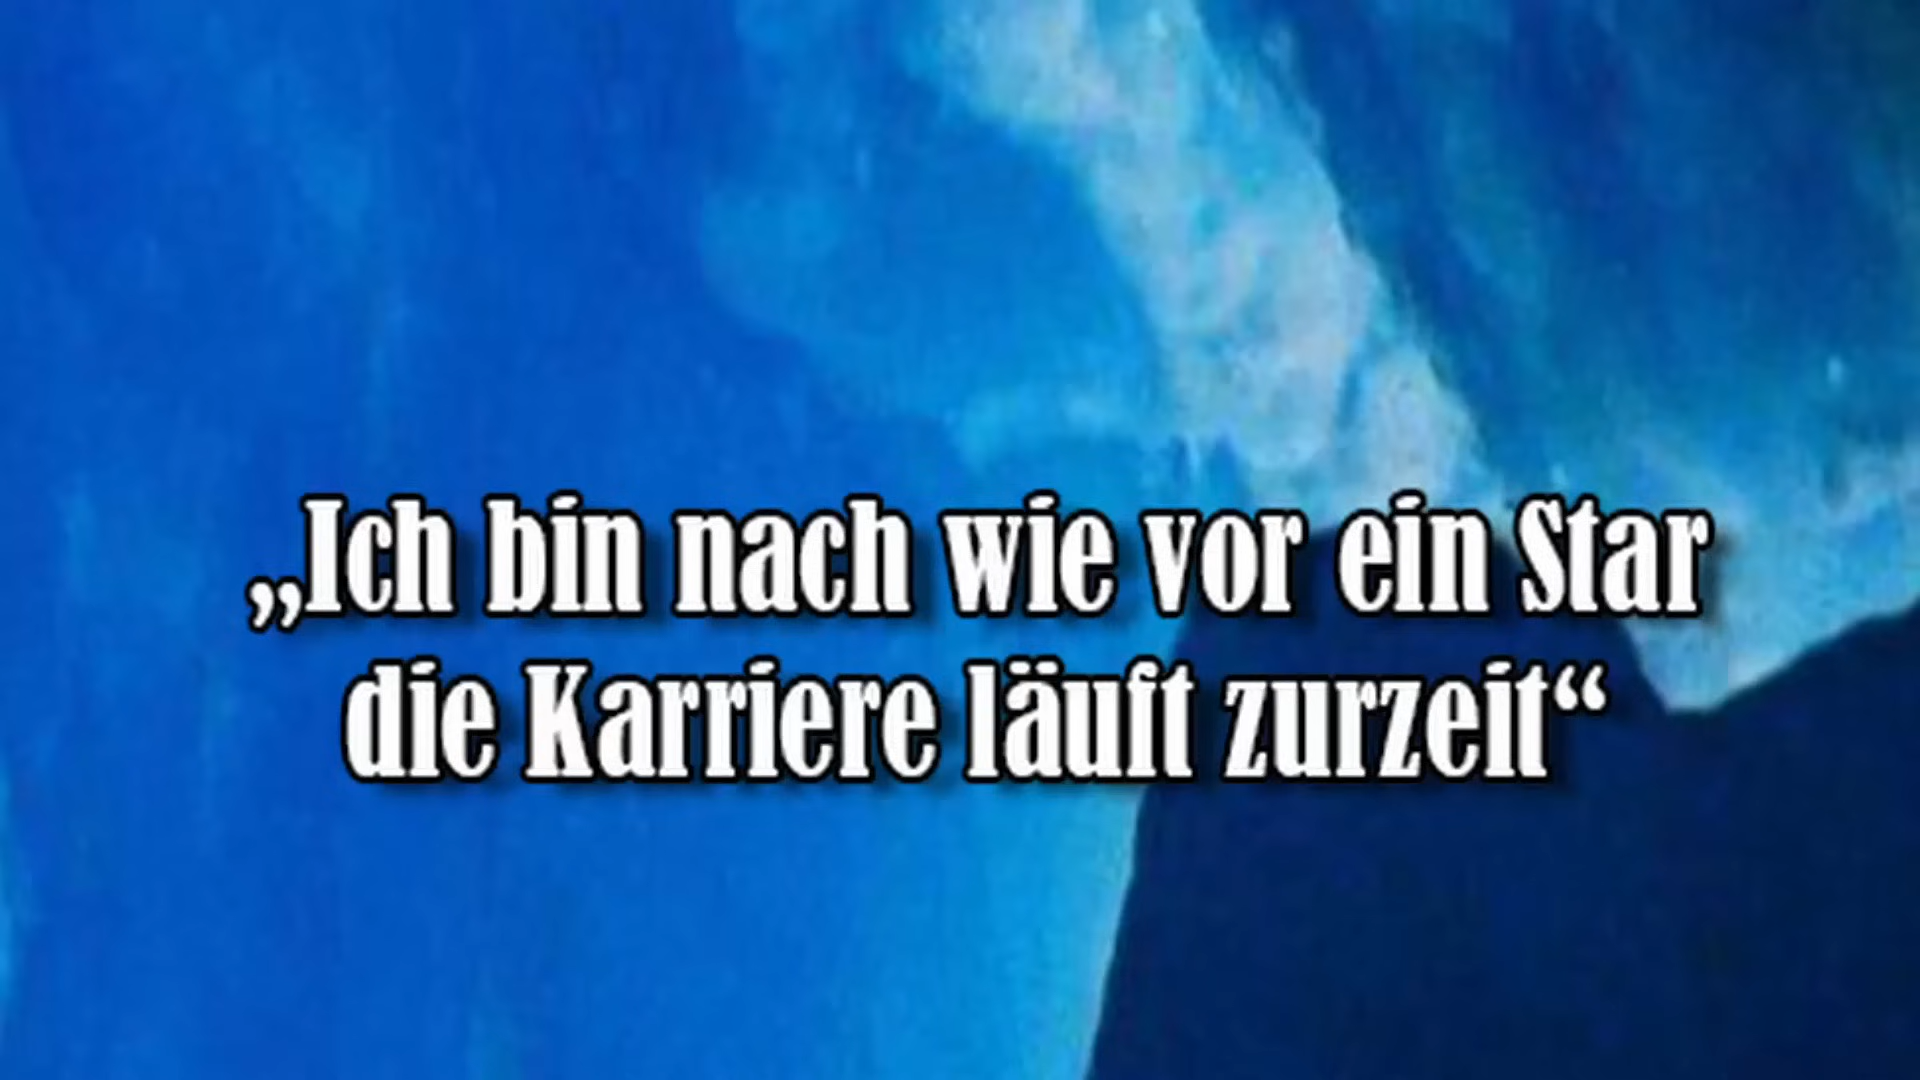 „Ich bin nach wie vor ein Star
die Karriere läuft zurzeit“